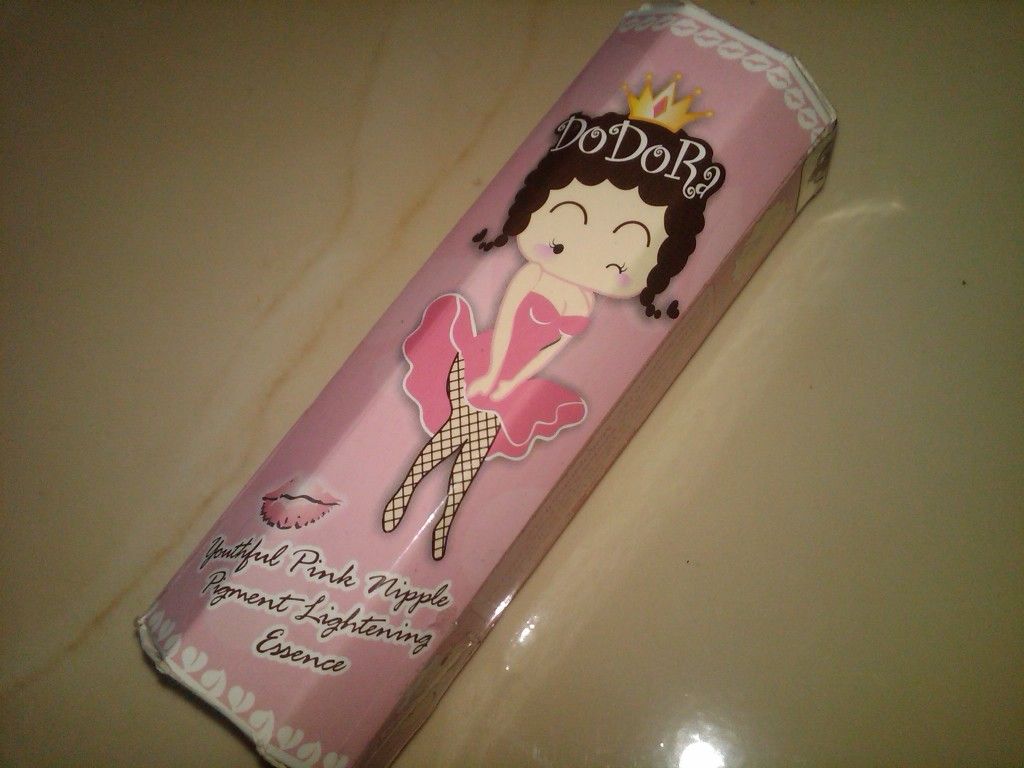 DoDoRa
Youthful Pink Nipple
Pigment Lightening
Essence